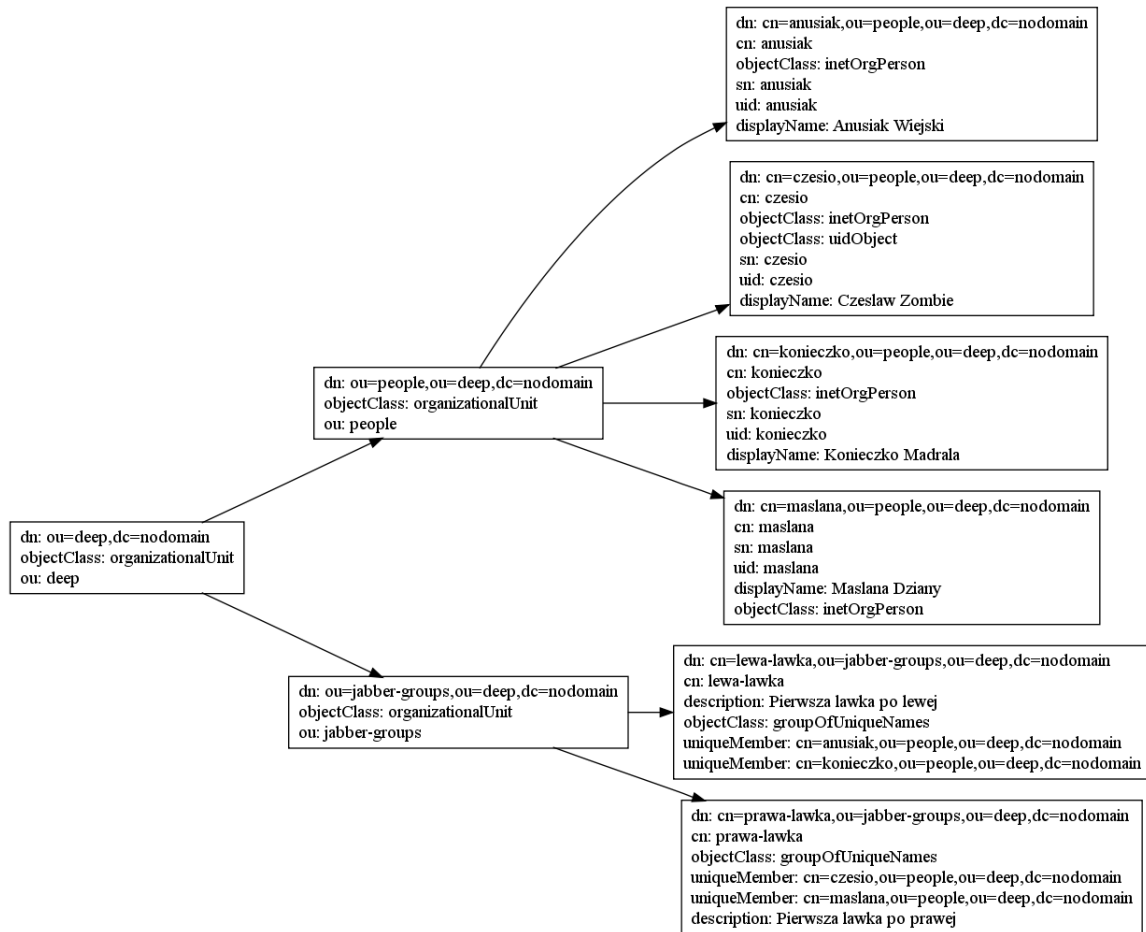 dn: cn=anusiak,ou=people,ou=deep,dc=nodomain
cn: anusiak
objectClass: inetOrgPerson
sn: anusiak
uid: anusiak
displayName: Anusiak Wiejski
dn: cn=czesio,ou=people,ou=deep,dc=nodomain
cn: czesio
objectClass: inetOrgPerson
objectClass: uidObject
sn: czesio
uid: czesio
displayName: Czeslaw Zombie
dn: cn=konieczko,ou=people,ou=deep,dc=nodomain
cn: konieczko
objectClass: inetOrgPerson
sn: konieczko
uid: konieczko
displayName: Konieczko Madrala
dn: ou=people,ou=deep,dc=nodomain
objectClass: organizationalUnit
ou: people
dn: cn=maslana,ou=people,ou=deep,dc=nodomain
cn: maslana
sn: maslana
uid: maslana
displayName: Maslana Dziany
objectClass: inetOrgPerson
dn: ou=deep,dc=nodomain
objectClass: organizationalUnit
ou: deep
dn: cn=lewa-lawka,ou=jabber-groups,ou=deep,dc=nodomain
cn: lewa-lawka
description: Pierwsza lawka po lewej
objectClass: groupOfUniqueNames
uniqueMember: cn=anusiak,ou=people,ou=deep,dc=nodomain
uniqueMember: cn=konieczko,ou=people,ou=deep,dc=nodomain
dn: ou=jabber-groups,ou=deep,dc=nodomain
objectClass: organizationalUnit
ou: jabber-groups
dn: cn=prawa-lawka,ou=jabber-groups,ou=deep,dc=nodomain
cn: prawa-lawka
objectClass: groupOfUniqueNames
uniqueMember: cn=czesio,ou=people,ou=deep,dc=nodomain
uniqueMember: cn=maslana,ou=people,ou=deep,dc=nodomain
description: Pierwsza lawka po prawej